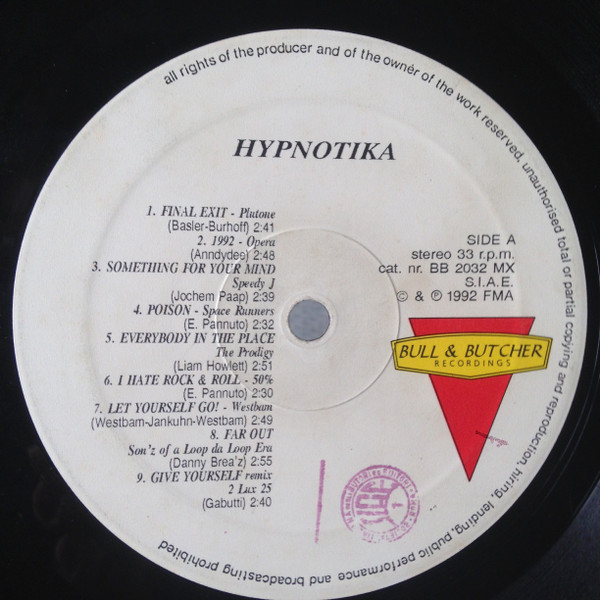 all rights of the producer and of the ownér of the work reserved, unauthorised total or partial copying and reproduction, hiring, lending, public performance and broadcasting prohibited
HYPNOTIKA
1. FINAL EXIT - Plutone
(Basler-Burhoff) 2:41
2. 1992 - Opera
(Anndydee) 2:48
3. SOMETHING FOR YOUR MIND
Speedy J
(Jochem Paap) 2:39
4. POISON - Space Runners
(E. Pannuto) 2:32
5. EVERYBODY IN THE PLACE
The Prodigy
(Liam Howlett) 2:51
6. I HATE ROCK & ROLL - 50%
(E. Pannuto) 2:30
7. LET YOURSELF GO! - Westbam
(Westbam-Jankuhn-Westbam) 2:49
8. FAR OUT
Son'z of a Loop da Loop Era
(Danny Brea'z) 2:55
9. GIVE YOURSELF remix
2 Lux 25
(Gabutti) 2:40
SIDE A
stereo 33 r.p.m.
cat. nr. BB 2032 MX
S.I.A.E.
© & ℗ 1992 FMA
BULL & BUTCHER
RECORDINGS